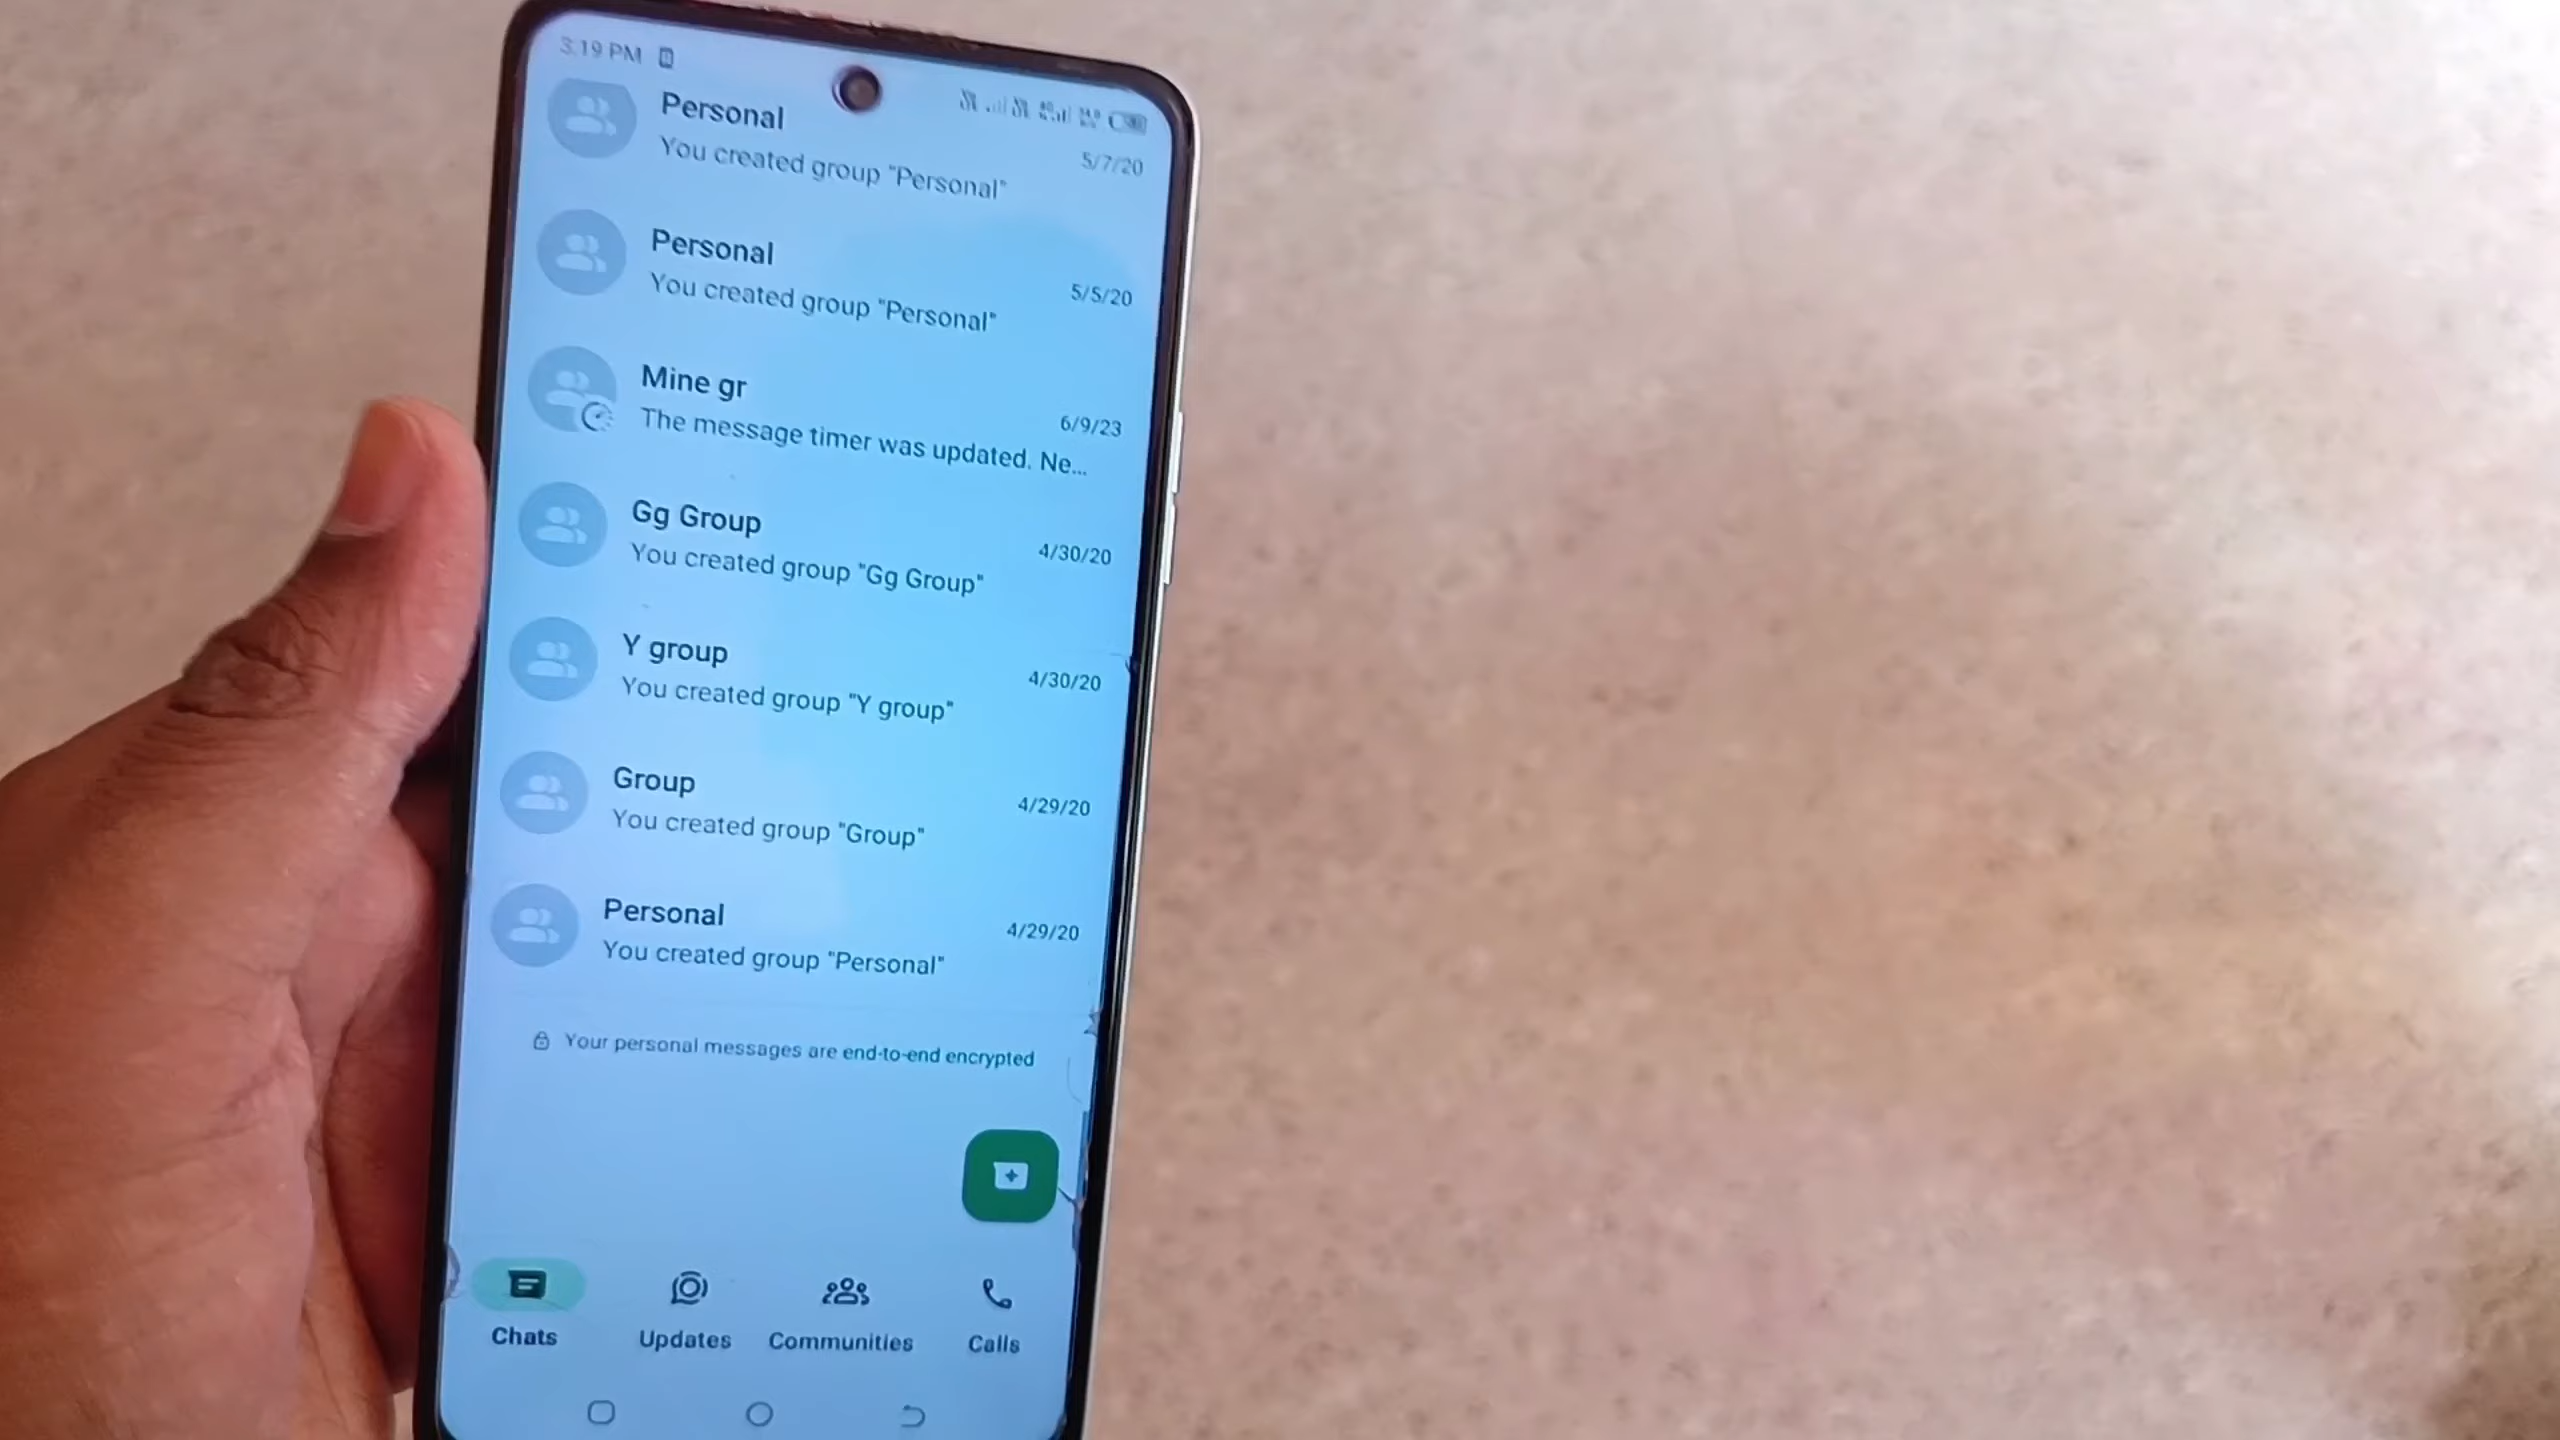 3:19 PM
Personal
5/7/20
You created group "Personal"
Personal
5/5/20
You created group "Personal"
Mine gr
6/9/23
The message timer was updated. Ne...
Gg Group
4/30/20
You created group "Gg Group"
Y group
4/30/20
You created group "Y group"
Group
4/29/20
You created group "Group"
Personal
4/29/20
You created group "Personal"
Your personal messages are end-to-end encrypted
Chats Updates Communities Calls